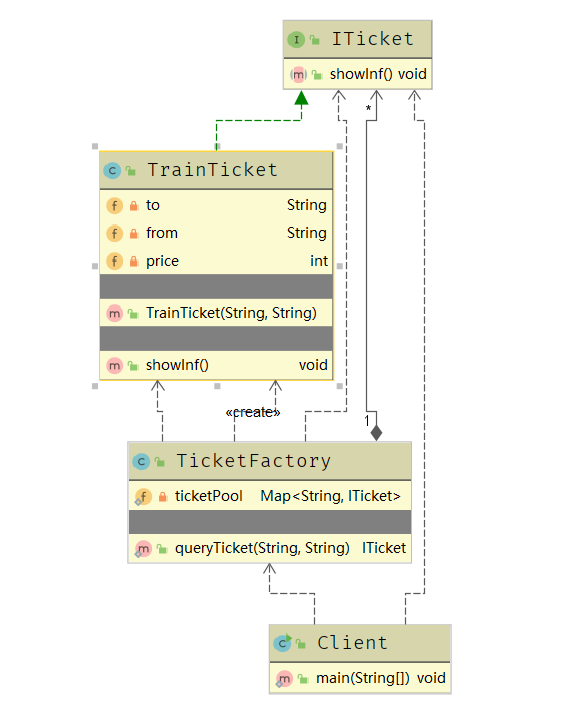 ITicket
showInf() void
*
TrainTicket
to String
from String
price int
TrainTicket(String, String)
showInf() void
«create»
1
TicketFactory
ticketPool Map<String, ITicket>
queryTicket(String, String) ITicket
Client
main(String[]) void